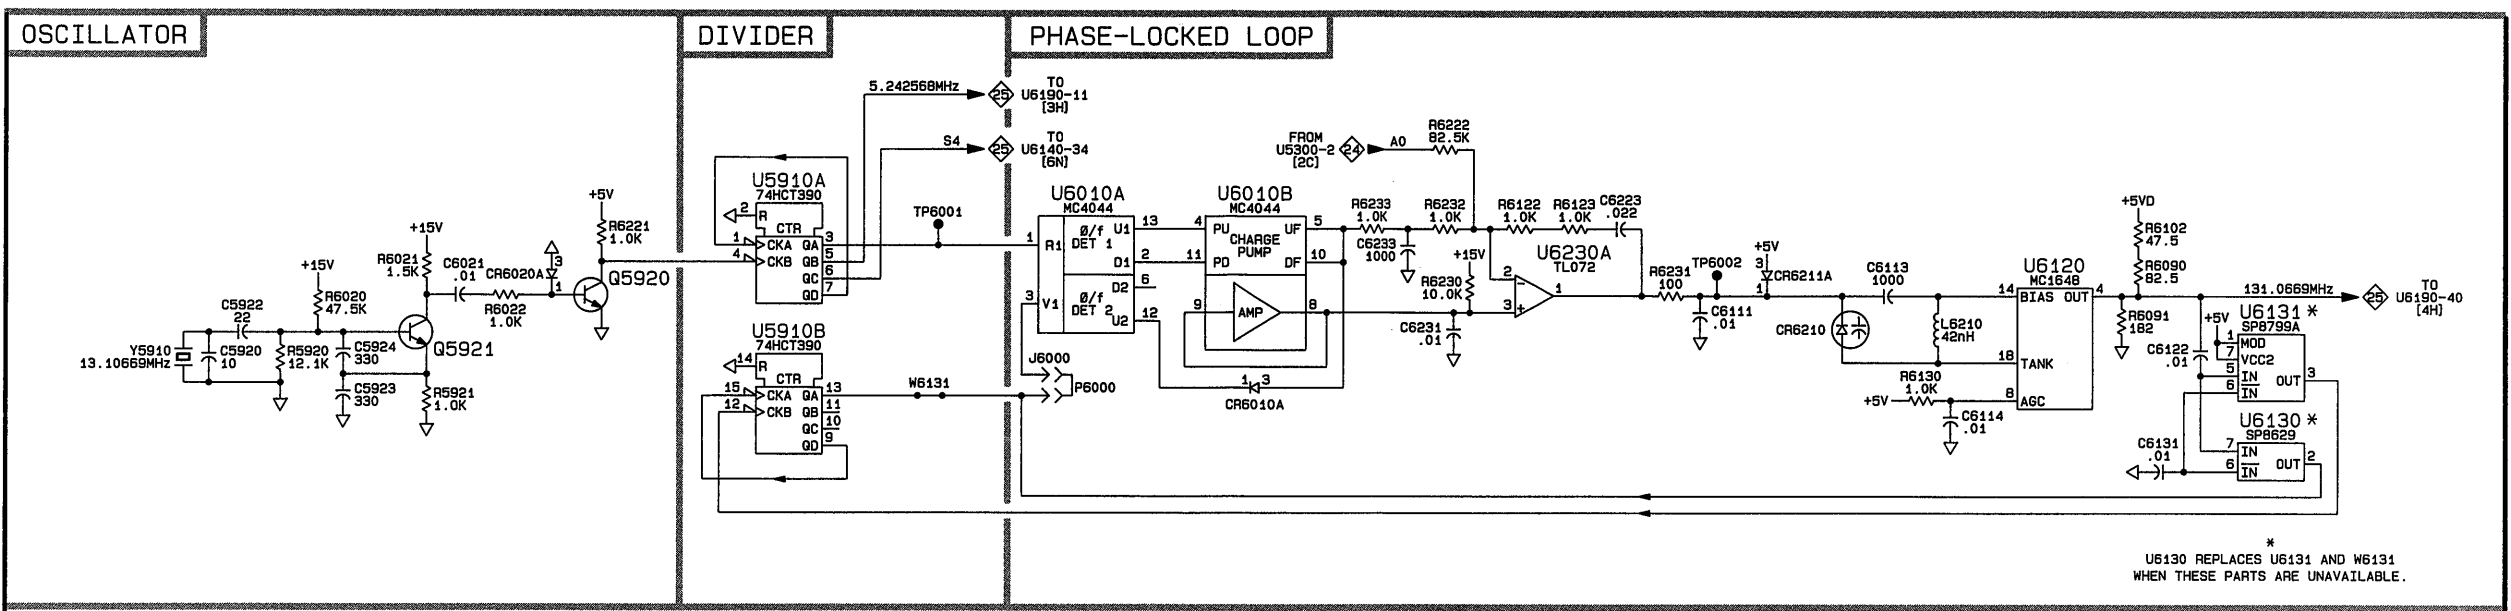 OSCILLATOR
DIVIDER
PHASE-LOCKED LOOP
5.242568MHz
25
TO
U6190-11
[3H]
S4
25
TO
U6140-34
[6N]
FROM
U5300-2
[2C]
24
A0
R6222
82.5K
+15V
R6020
47.5K
+15V
R6021
1.5K
C6021
.01
R6022
1.0K
CR6020A
3
1
+5V
R6221
1.0K
Q5920
Q5921
Y5910
13.10669MHz
C5922
22
C5920
10
R5920
12.1K
C5924
330
C5923
330
R5921
1.0K
U5910A
74HCT390
2
R
CTR
1
CKA
4
CKB
QA
3
QB
5
QC
6
QD
7
U5910B
74HCT390
14
R
CTR
15
CKA
12
CKB
QA
13
QB
11
QC
10
QD
9
TP6001
W6131
J6000
P6000
U6010A
MC4044
1
R1
3
V1
Ø/f
DET 1
Ø/f
DET 2
U1
13
D1
2
D2
6
U2
12
U6010B
MC4044
4
PU
11
PD
CHARGE
PUMP
UF
5
DF
10
9
AMP
8
1
3
CR6010A
R6233
1.0K
C6233
1000
R6232
1.0K
R6122
1.0K
R6123
1.0K
C6223
.022
+15V
R6230
10.0K
C6231
.01
U6230A
TL072
2
-
3
+
1
R6231
100
TP6002
C6111
.01
+5V
3
CR6211A
1
CR6210
C6113
1000
L6210
42nH
U6120
MC1648
14
BIAS
OUT
4
18
TANK
8
AGC
+5V
R6130
1.0K
C6114
.01
+5VD
R6102
47.5
R6090
82.5
R6091
182
131.0669MHz
25
TO
U6190-40
[4H]
U6131 *
SP8799A
+5V
1
MOD
7
VCC2
5
IN
6
IN
OUT
3
C6122
.01
U6130 *
SP8629
7
IN
6
IN
OUT
2
C6131
.01
*
U6130 REPLACES U6131 AND W6131
WHEN THESE PARTS ARE UNAVAILABLE.